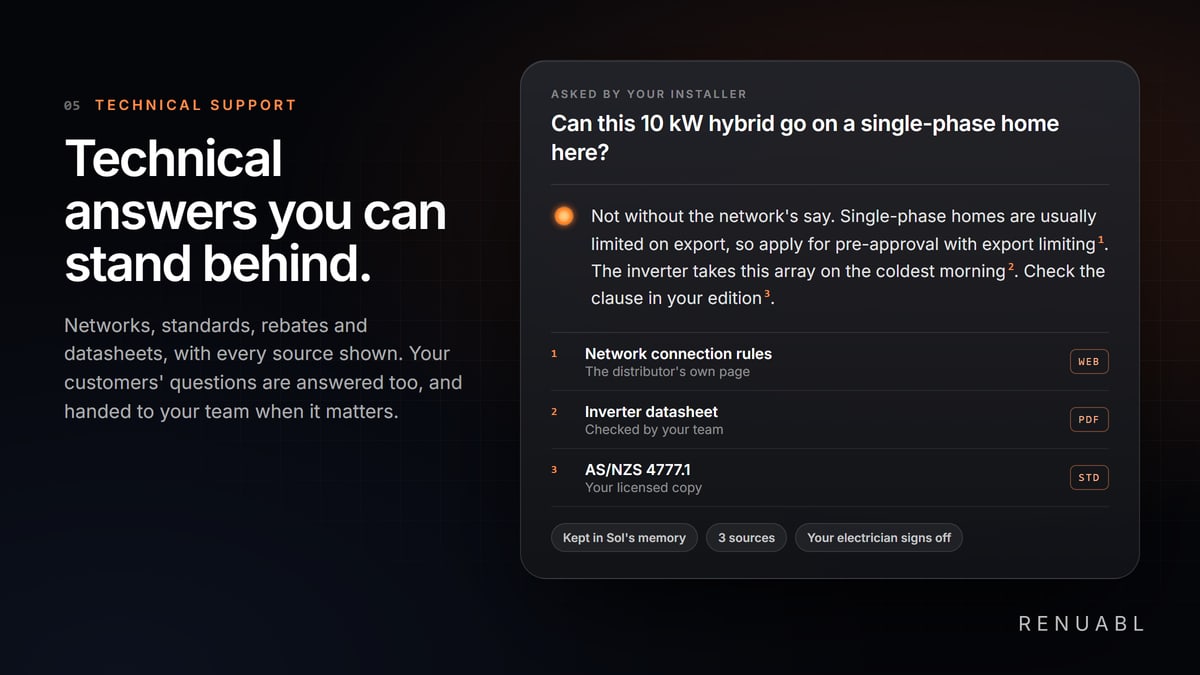 05 TECHNICAL SUPPORT
Technical
answers you can
stand behind.
Networks, standards, rebates and
datasheets, with every source shown. Your
customers' questions are answered too, and
handed to your team when it matters.
ASKED BY YOUR INSTALLER
Can this 10 kW hybrid go on a single-phase home
here?
Not without the network's say. Single-phase homes are usually
limited on export, so apply for pre-approval with export limiting 1.
The inverter takes this array on the coldest morning 2. Check the
clause in your edition 3.
1 Network connection rules WEB
The distributor's own page
2 Inverter datasheet PDF
Checked by your team
3 AS/NZS 4777.1 STD
Your licensed copy
Kept in Sol's memory 3 sources Your electrician signs off
RENUABL